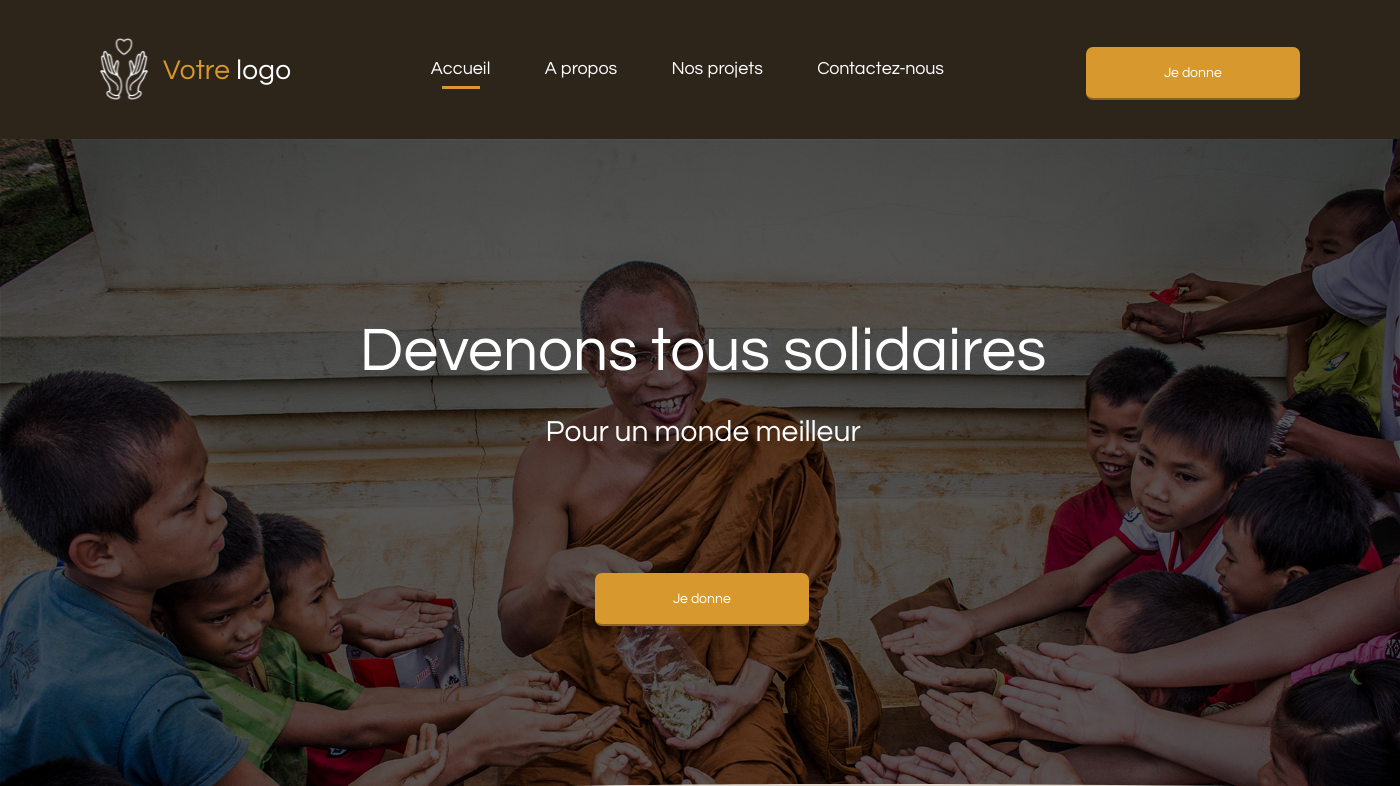 Votre logo
Accueil
A propos
Nos projets
Contactez-nous
Je donne
Devenons tous solidaires
Pour un monde meilleur
Je donne